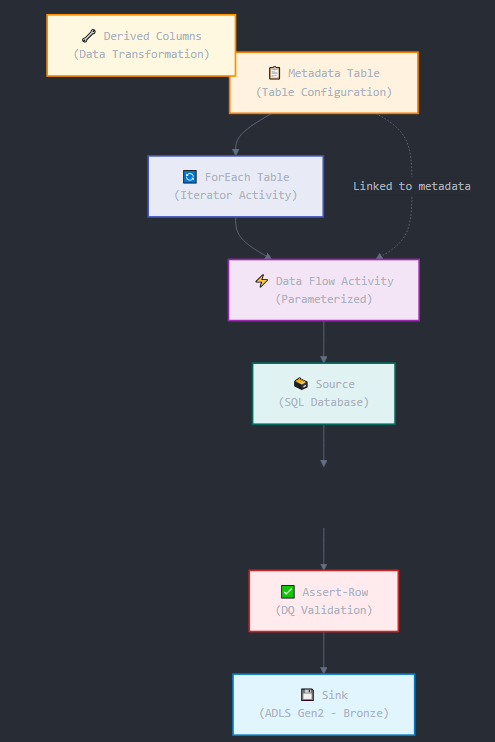 Derived Columns
(Data Transformation)
Metadata Table
(Table Configuration)
ForEach Table
(Iterator Activity)
Linked to metadata
Data Flow Activity
(Parameterized)
Source
(SQL Database)
Assert-Row
(DQ Validation)
Sink
(ADLS Gen2 - Bronze)